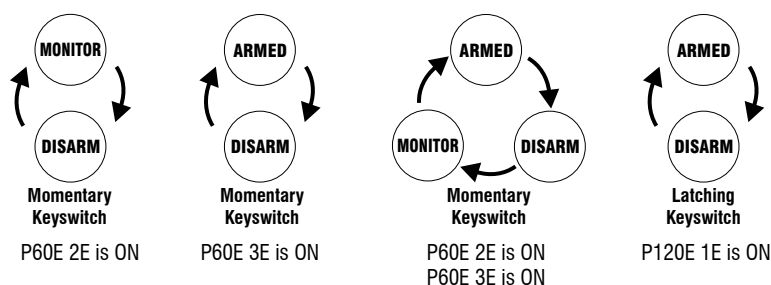 MONITOR
DISARM
Momentary
Keyswitch
P60E 2E is ON
ARMED
DISARM
Momentary
Keyswitch
P60E 3E is ON
ARMED
MONITOR
DISARM
Momentary
Keyswitch
P60E 2E is ON
P60E 3E is ON
ARMED
DISARM
Latching
Keyswitch
P120E 1E is ON